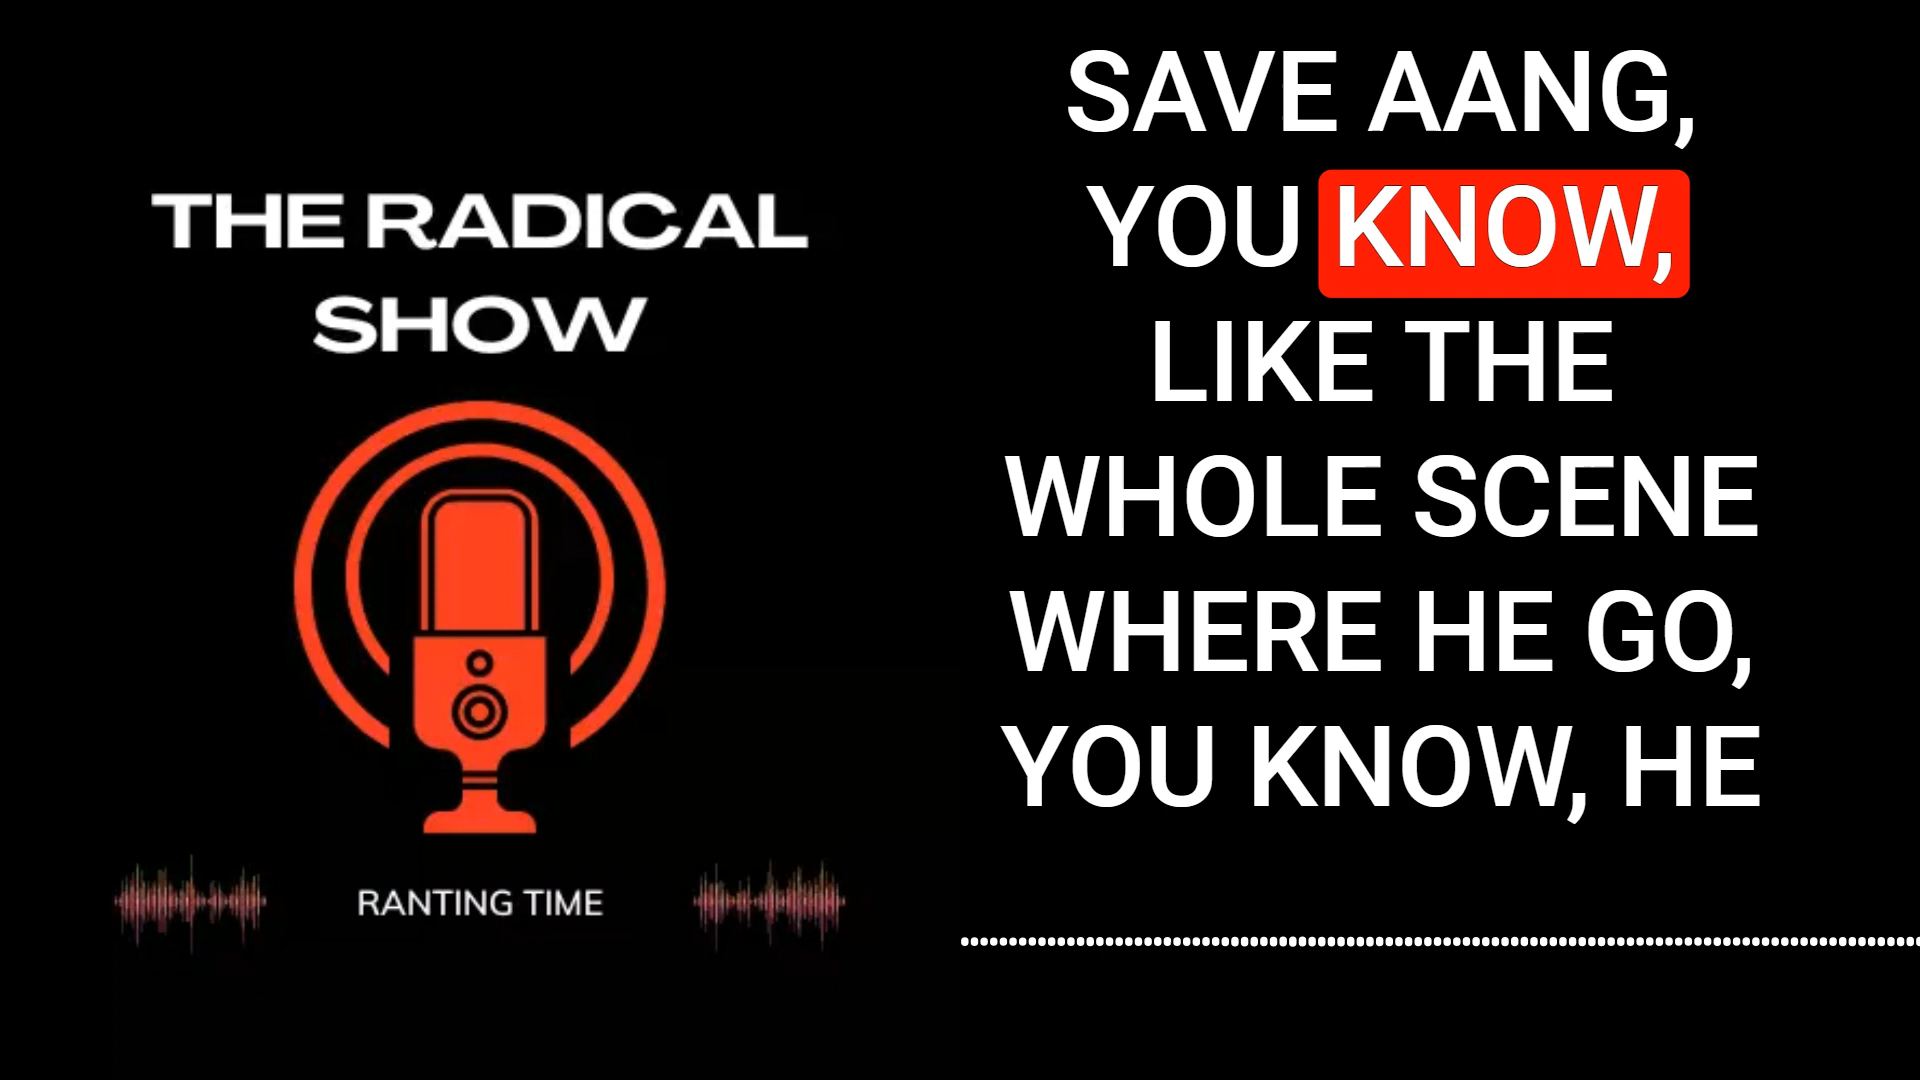 THE RADICAL
SHOW
RANTING TIME
SAVE AANG,
YOU KNOW,
LIKE THE
WHOLE SCENE
WHERE HE GO,
YOU KNOW, HE